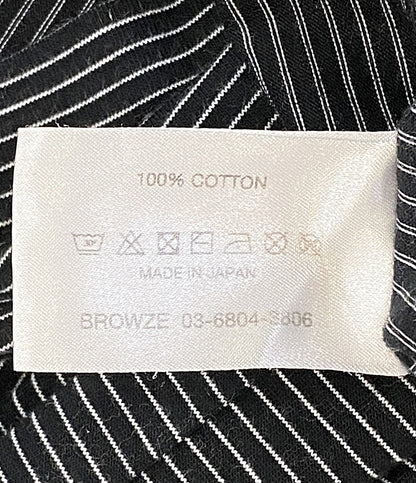 100% COTTON
MADE IN JAPAN
BROWZE 03-6804-3806